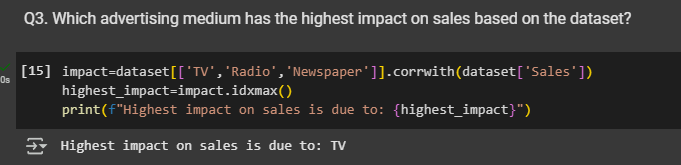 Q3. Which advertising medium has the highest impact on sales based on the dataset?
0s
[15] impact=dataset[['TV','Radio','Newspaper']].corrwith(dataset['Sales'])
highest_impact=impact.idxmax()
print(f"Highest impact on sales is due to: {highest_impact}")
Highest impact on sales is due to: TV